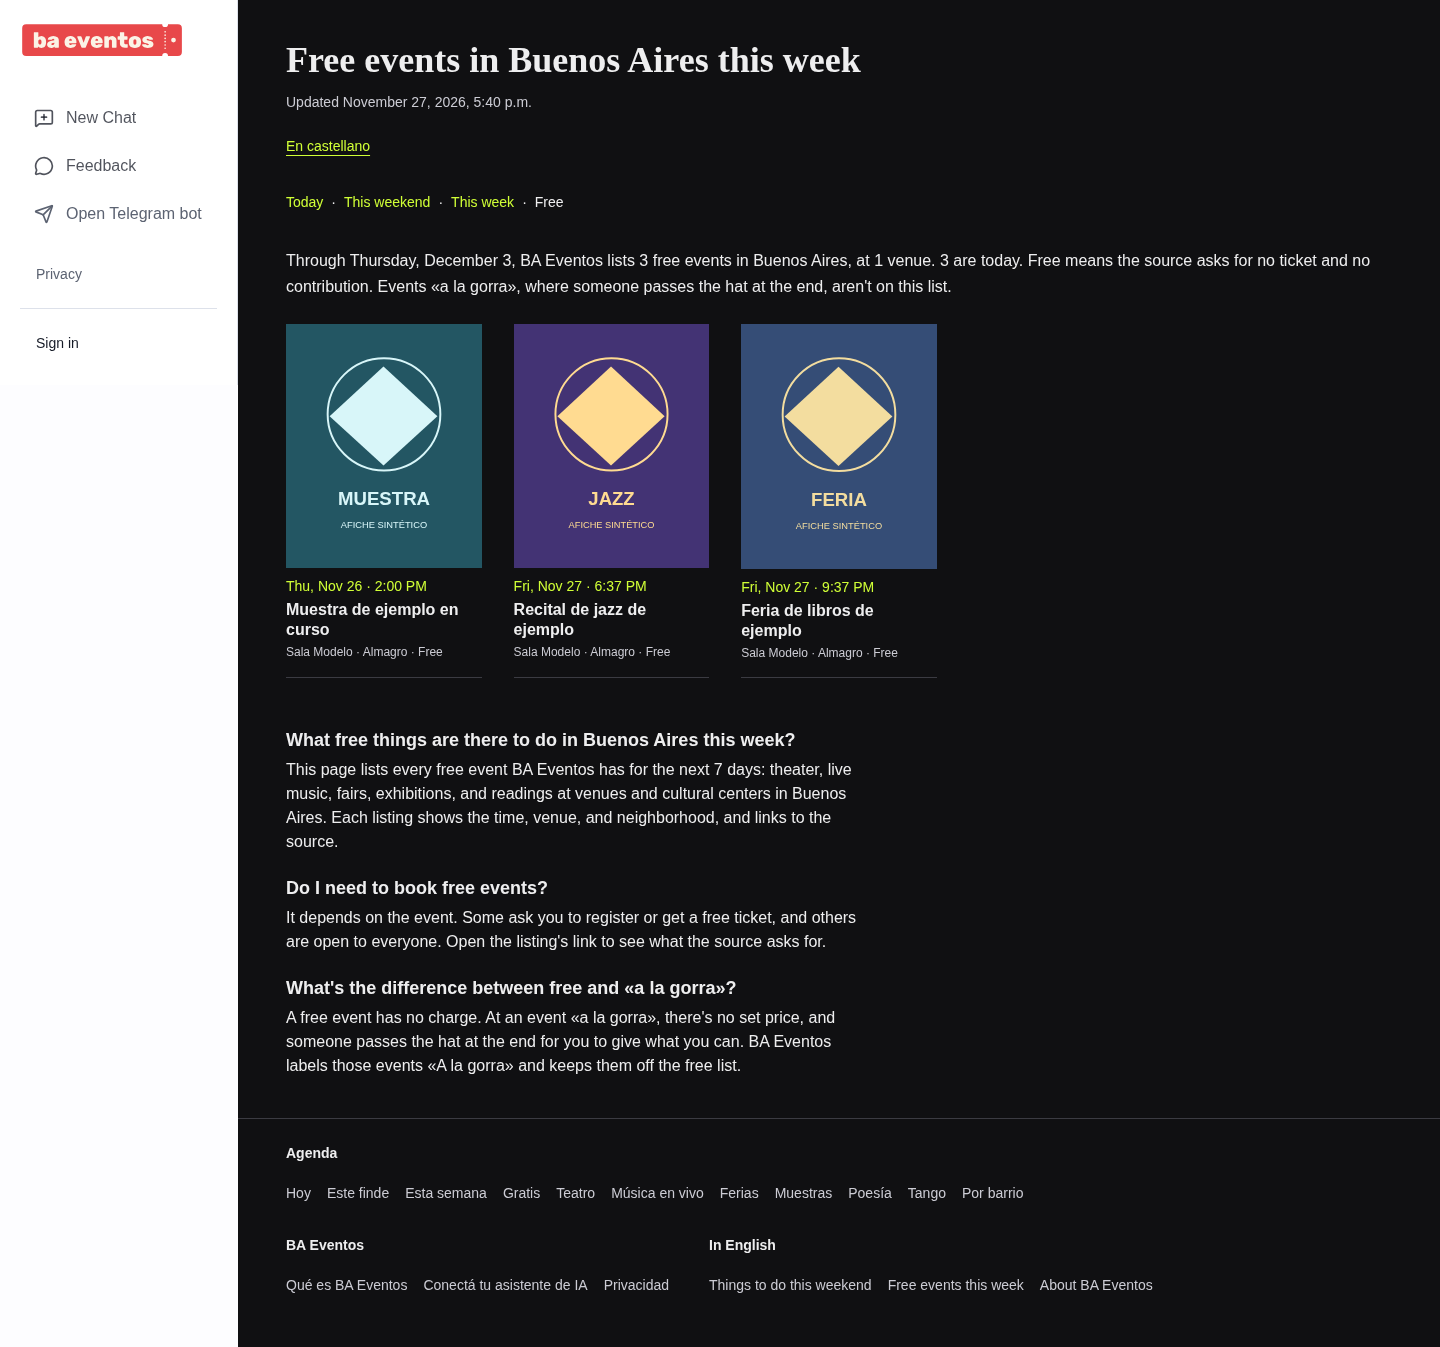 ba eventos
New Chat
Feedback
Open Telegram bot
Privacy
Sign in
Free events in Buenos Aires this week
Updated November 27, 2026, 5:40 p.m.
En castellano
Today · This weekend · This week · Free
Through Thursday, December 3, BA Eventos lists 3 free events in Buenos Aires, at 1 venue. 3 are today. Free means the source asks for no ticket and no
contribution. Events «a la gorra», where someone passes the hat at the end, aren't on this list.
MUESTRA
AFICHE SINTÉTICO
Thu, Nov 26 · 2:00 PM
Muestra de ejemplo en
curso
Sala Modelo · Almagro · Free
JAZZ
AFICHE SINTÉTICO
Fri, Nov 27 · 6:37 PM
Recital de jazz de
ejemplo
Sala Modelo · Almagro · Free
FERIA
AFICHE SINTÉTICO
Fri, Nov 27 · 9:37 PM
Feria de libros de
ejemplo
Sala Modelo · Almagro · Free
What free things are there to do in Buenos Aires this week?
This page lists every free event BA Eventos has for the next 7 days: theater, live
music, fairs, exhibitions, and readings at venues and cultural centers in Buenos
Aires. Each listing shows the time, venue, and neighborhood, and links to the
source.
Do I need to book free events?
It depends on the event. Some ask you to register or get a free ticket, and others
are open to everyone. Open the listing's link to see what the source asks for.
What's the difference between free and «a la gorra»?
A free event has no charge. At an event «a la gorra», there's no set price, and
someone passes the hat at the end for you to give what you can. BA Eventos
labels those events «A la gorra» and keeps them off the free list.
Agenda
Hoy Este finde Esta semana Gratis Teatro Música en vivo Ferias Muestras Poesía Tango Por barrio
BA Eventos
Qué es BA Eventos Conectá tu asistente de IA Privacidad
In English
Things to do this weekend Free events this week About BA Eventos